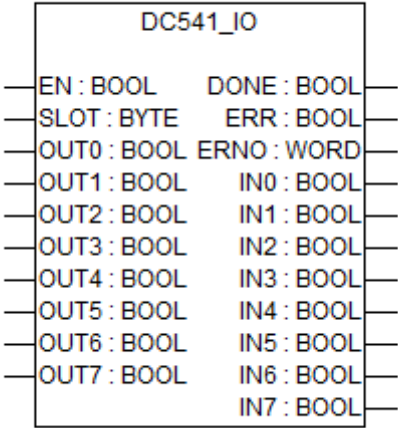 DC541_IO
EN : BOOL DONE : BOOL
SLOT : BYTE ERR : BOOL
OUT0 : BOOL ERNO : WORD
OUT1 : BOOL IN0 : BOOL
OUT2 : BOOL IN1 : BOOL
OUT3 : BOOL IN2 : BOOL
OUT4 : BOOL IN3 : BOOL
OUT5 : BOOL IN4 : BOOL
OUT6 : BOOL IN5 : BOOL
OUT7 : BOOL IN6 : BOOL
IN7 : BOOL